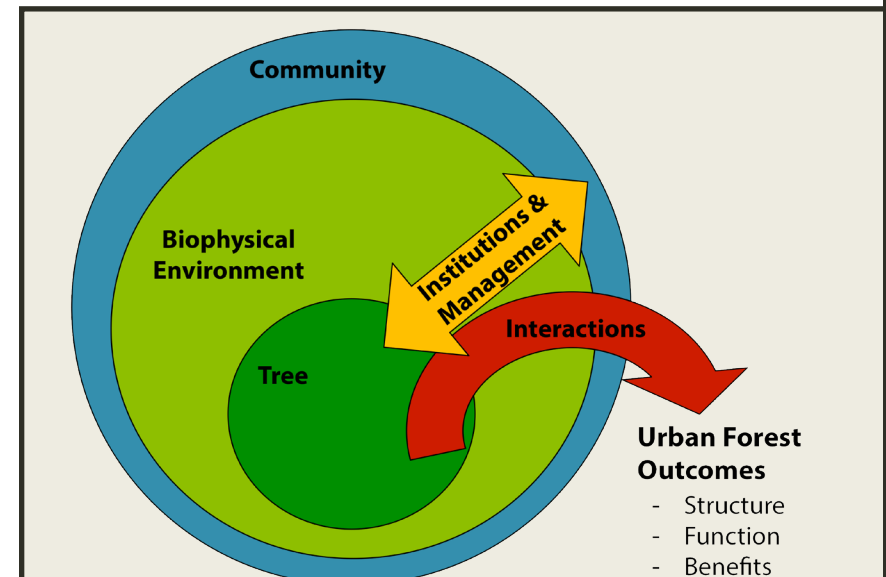 Community
Biophysical
Environment
Institutions &
Management
Interactions
Tree
Urban Forest
Outcomes
- Structure
- Function
- Benefits